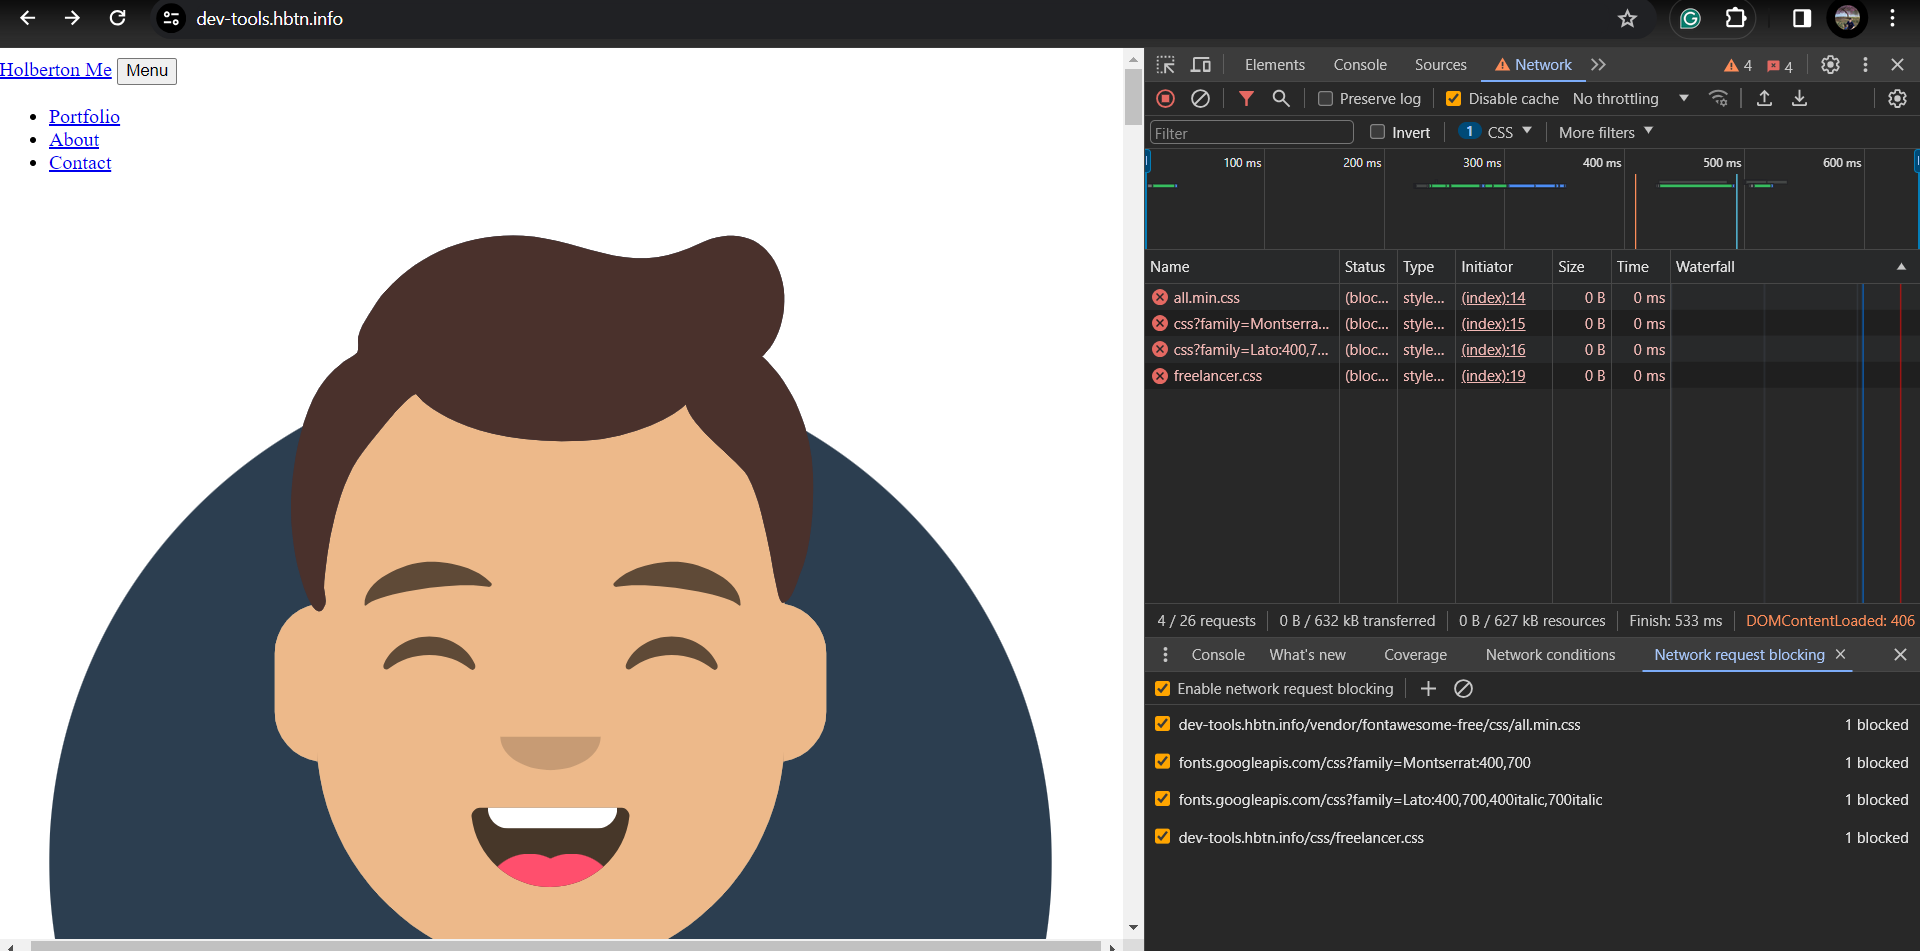 dev-tools.hbtn.info
Holberton Me Menu
Portfolio
About
Contact
Elements Console Sources Network 4 4
Preserve log Disable cache No throttling
Filter Invert 1 CSS More filters
100 ms 200 ms 300 ms 400 ms 500 ms 600 ms
Name Status Type Initiator Size Time Waterfall
all.min.css (bloc... style... (index):14 0 B 0 ms
css?family=Montserra... (bloc... style... (index):15 0 B 0 ms
css?family=Lato:400,7... (bloc... style... (index):16 0 B 0 ms
freelancer.css (bloc... style... (index):19 0 B 0 ms
4 / 26 requests 0 B / 632 kB transferred 0 B / 627 kB resources Finish: 533 ms DOMContentLoaded: 406
Console What's new Coverage Network conditions Network request blocking
Enable network request blocking
dev-tools.hbtn.info/vendor/fontawesome-free/css/all.min.css 1 blocked
fonts.googleapis.com/css?family=Montserrat:400,700 1 blocked
fonts.googleapis.com/css?family=Lato:400,700,400italic,700italic 1 blocked
dev-tools.hbtn.info/css/freelancer.css 1 blocked